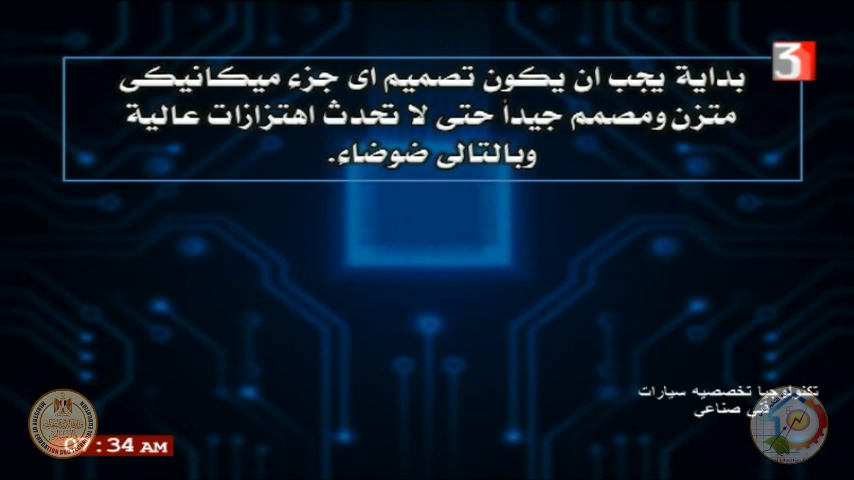 3
بداية يجب ان يكون تصميم اى جزء ميكانيكى
متزن ومصمم جيداً حتى لا تحدث اهتزازات عالية
وبالتالى ضوضاء.
تكنولوجيا تخصصيه سيارات
فنى صناعى
:34 AM